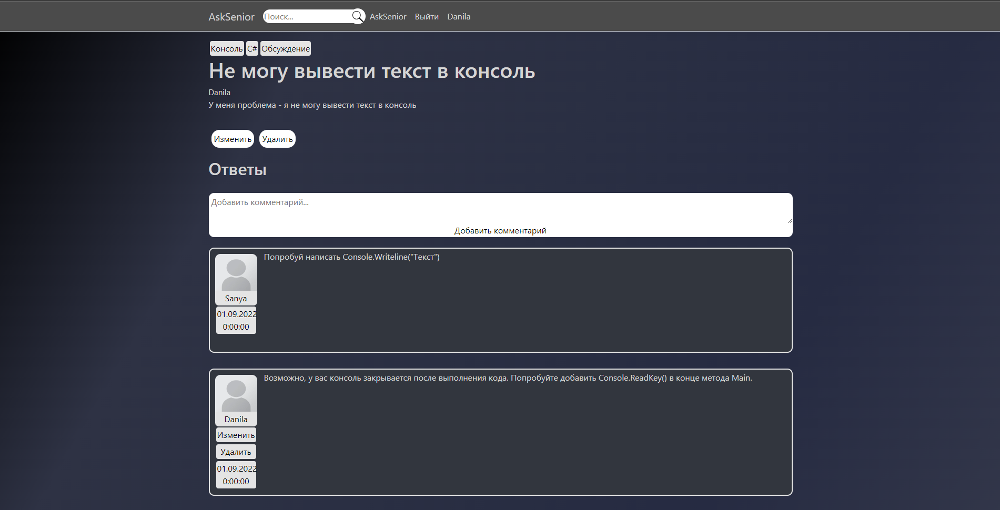 AskSenior Поиск... AskSenior Выйти Danila
Консоль C# Обсуждение
Не могу вывести текст в консоль
Danila
У меня проблема - я не могу вывести текст в консоль
Изменить Удалить
Ответы
Добавить комментарий...
Добавить комментарий
Попробуй написать Console.Writeline("Текст")
Sanya
01.09.2022
0:00:00
Возможно, у вас консоль закрывается после выполнения кода. Попробуйте добавить Console.ReadKey() в конце метода Main.
Danila
Изменить
Удалить
01.09.2022
0:00:00